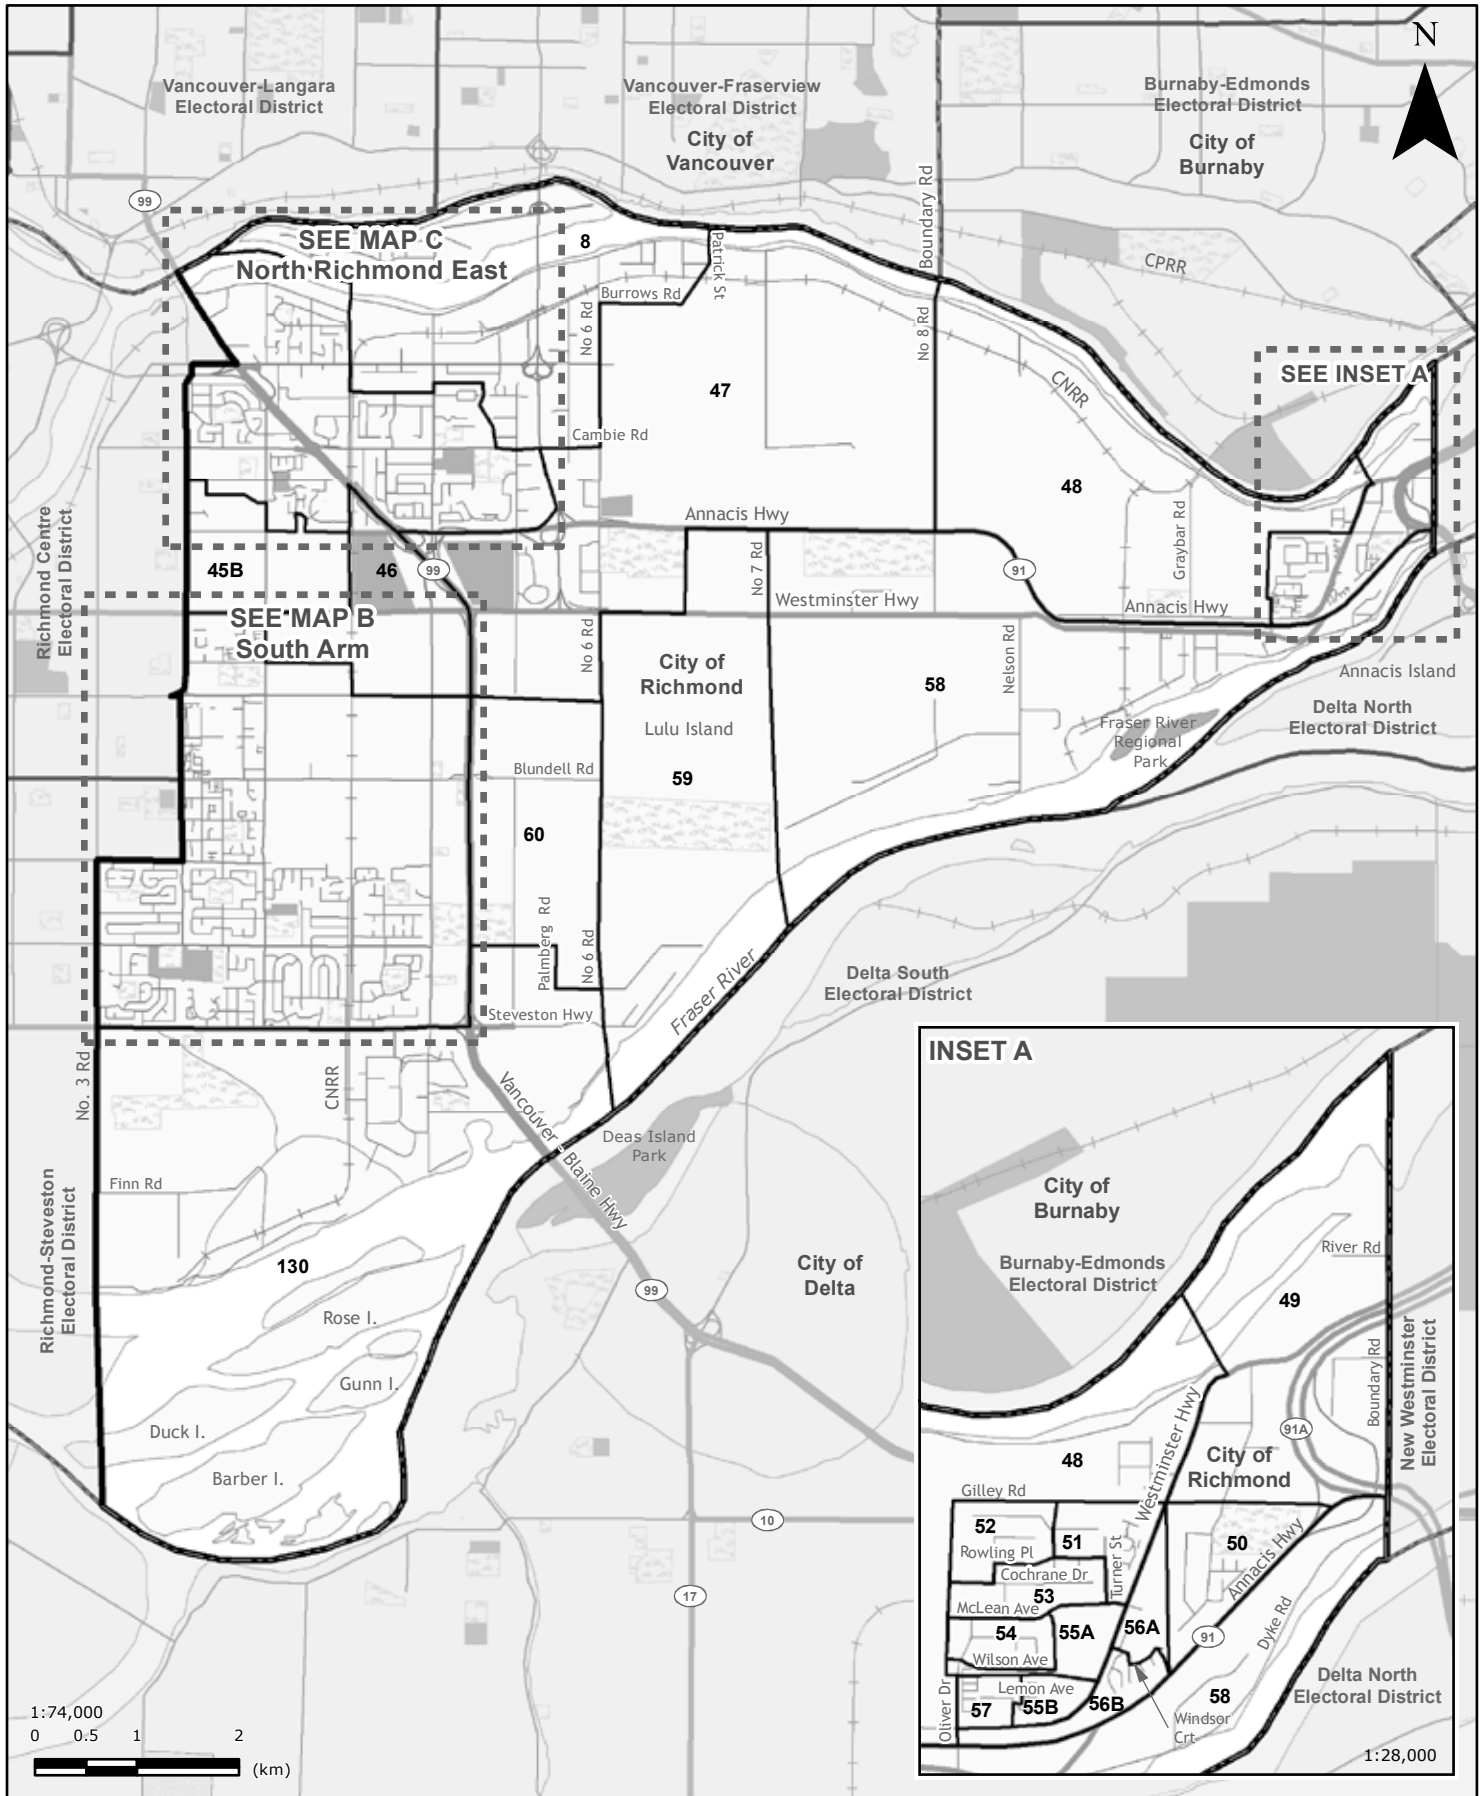 N
Vancouver-Langara
Electoral District
Vancouver-Fraserview
Electoral District
City of
Vancouver
Burnaby-Edmonds
Electoral District
City of
Burnaby
99
Boundary Rd
SEE MAP C
North Richmond East
8
Patrick St
CPRR
Burrows Rd
No 6 Rd
No 8 Rd
SEE INSET A
47
CNRR
Cambie Rd
48
Richmond Centre
Electoral District
Annacis Hwy
Graybar Rd
45B
46
99
No 7 Rd
91
Westminster Hwy
Annacis Hwy
SEE MAP B
South Arm
No 6 Rd
City of
Richmond
Nelson Rd
58
Annacis Island
Lulu Island
Delta North
Electoral District
Fraser River
Regional
Park
Blundell Rd
59
60
Palmberg Rd
No 6 Rd
Fraser River
Delta South
Electoral District
Steveston Hwy
No. 3 Rd
CNRR
Vancouver - Blaine Hwy
Deas Island
Park
Finn Rd
Richmond-Steveston
Electoral District
130
City of
Delta
99
Rose I.
Gunn I.
Duck I.
Barber I.
10
17
1:74,000
0 0.5 1 2
(km)
INSET A
City of
Burnaby
Burnaby-Edmonds
Electoral District
River Rd
49
Boundary Rd
New Westminster
Electoral District
Westminster Hwy
91A
City of
Richmond
48
Gilley Rd
52
51
50
Rowling Pl
Turner St
Annacis Hwy
Cochrane Dr
53
McLean Ave
54
55A
56A
91
Dyke Rd
Wilson Ave
Lemon Ave
Oliver Dr
57
55B
56B
58
Windsor
Crt
Delta North
Electoral District
1:28,000